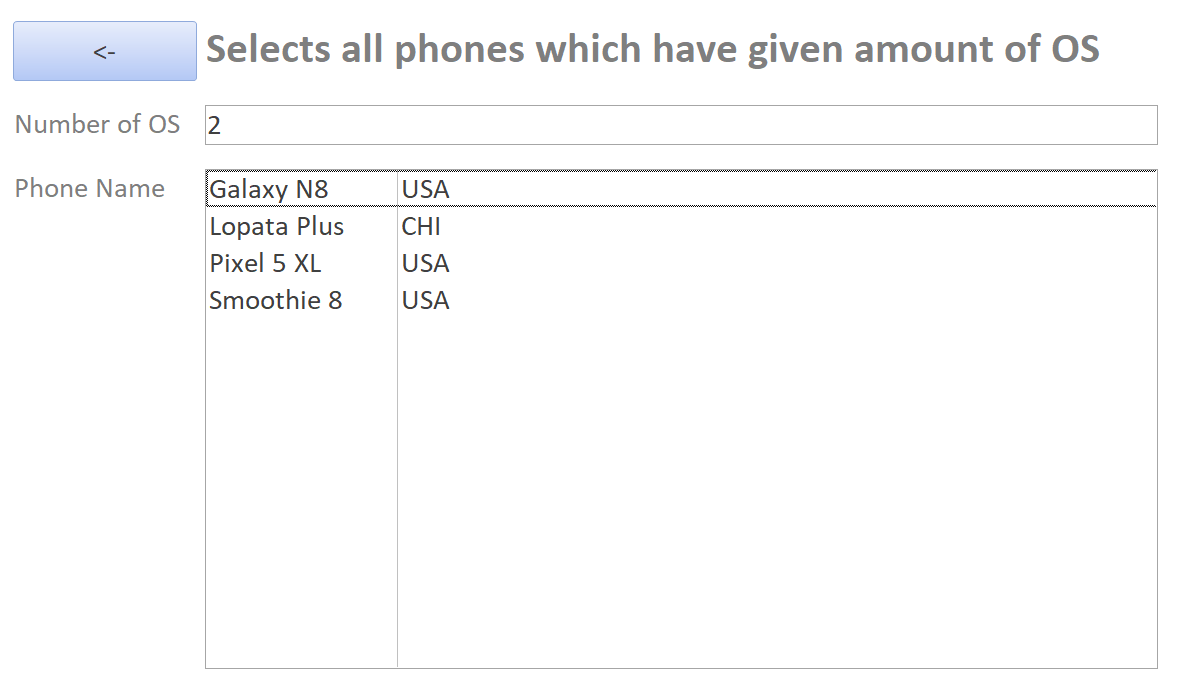 <- Selects all phones which have given amount of OS
Number of OS 2
Phone Name Galaxy N8 USA
Lopata Plus CHI
Pixel 5 XL USA
Smoothie 8 USA